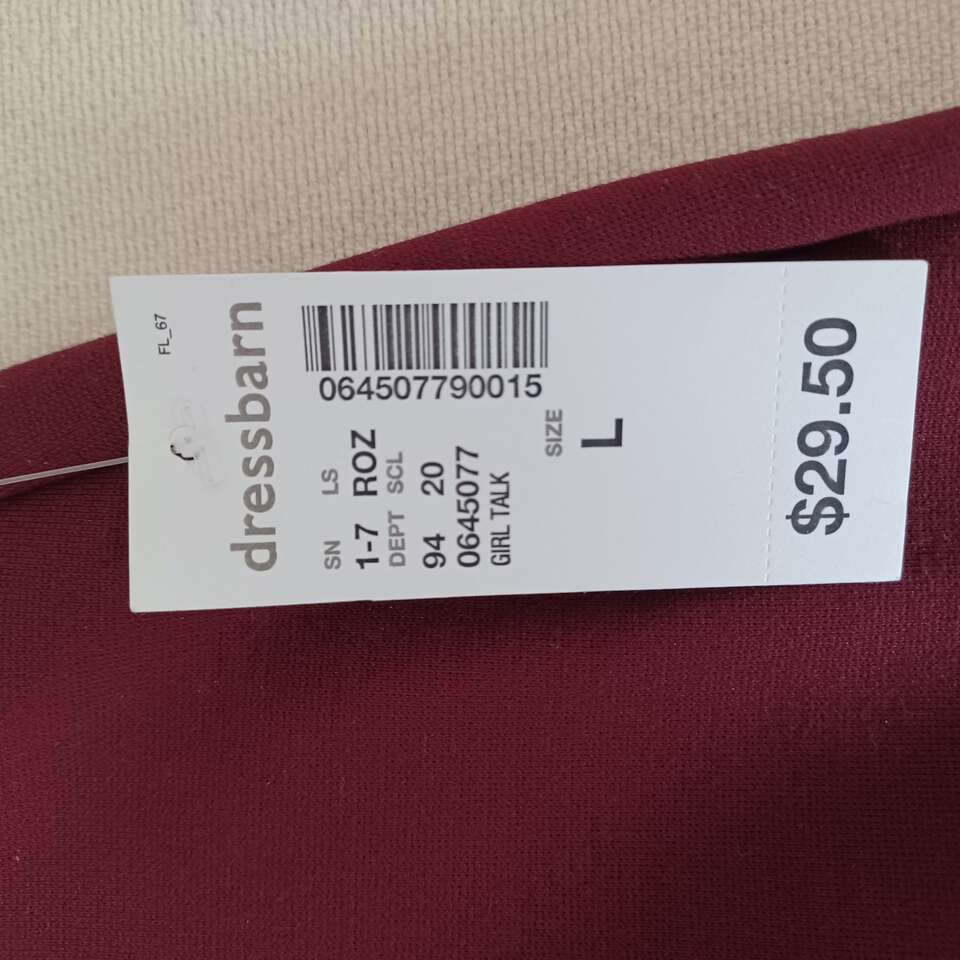 FL_67
dressbarn
064507790015
SN LS
1-7 ROZ
DEPT SCL
94 20
0645077
GIRL TALK
SIZE
L
$29.50